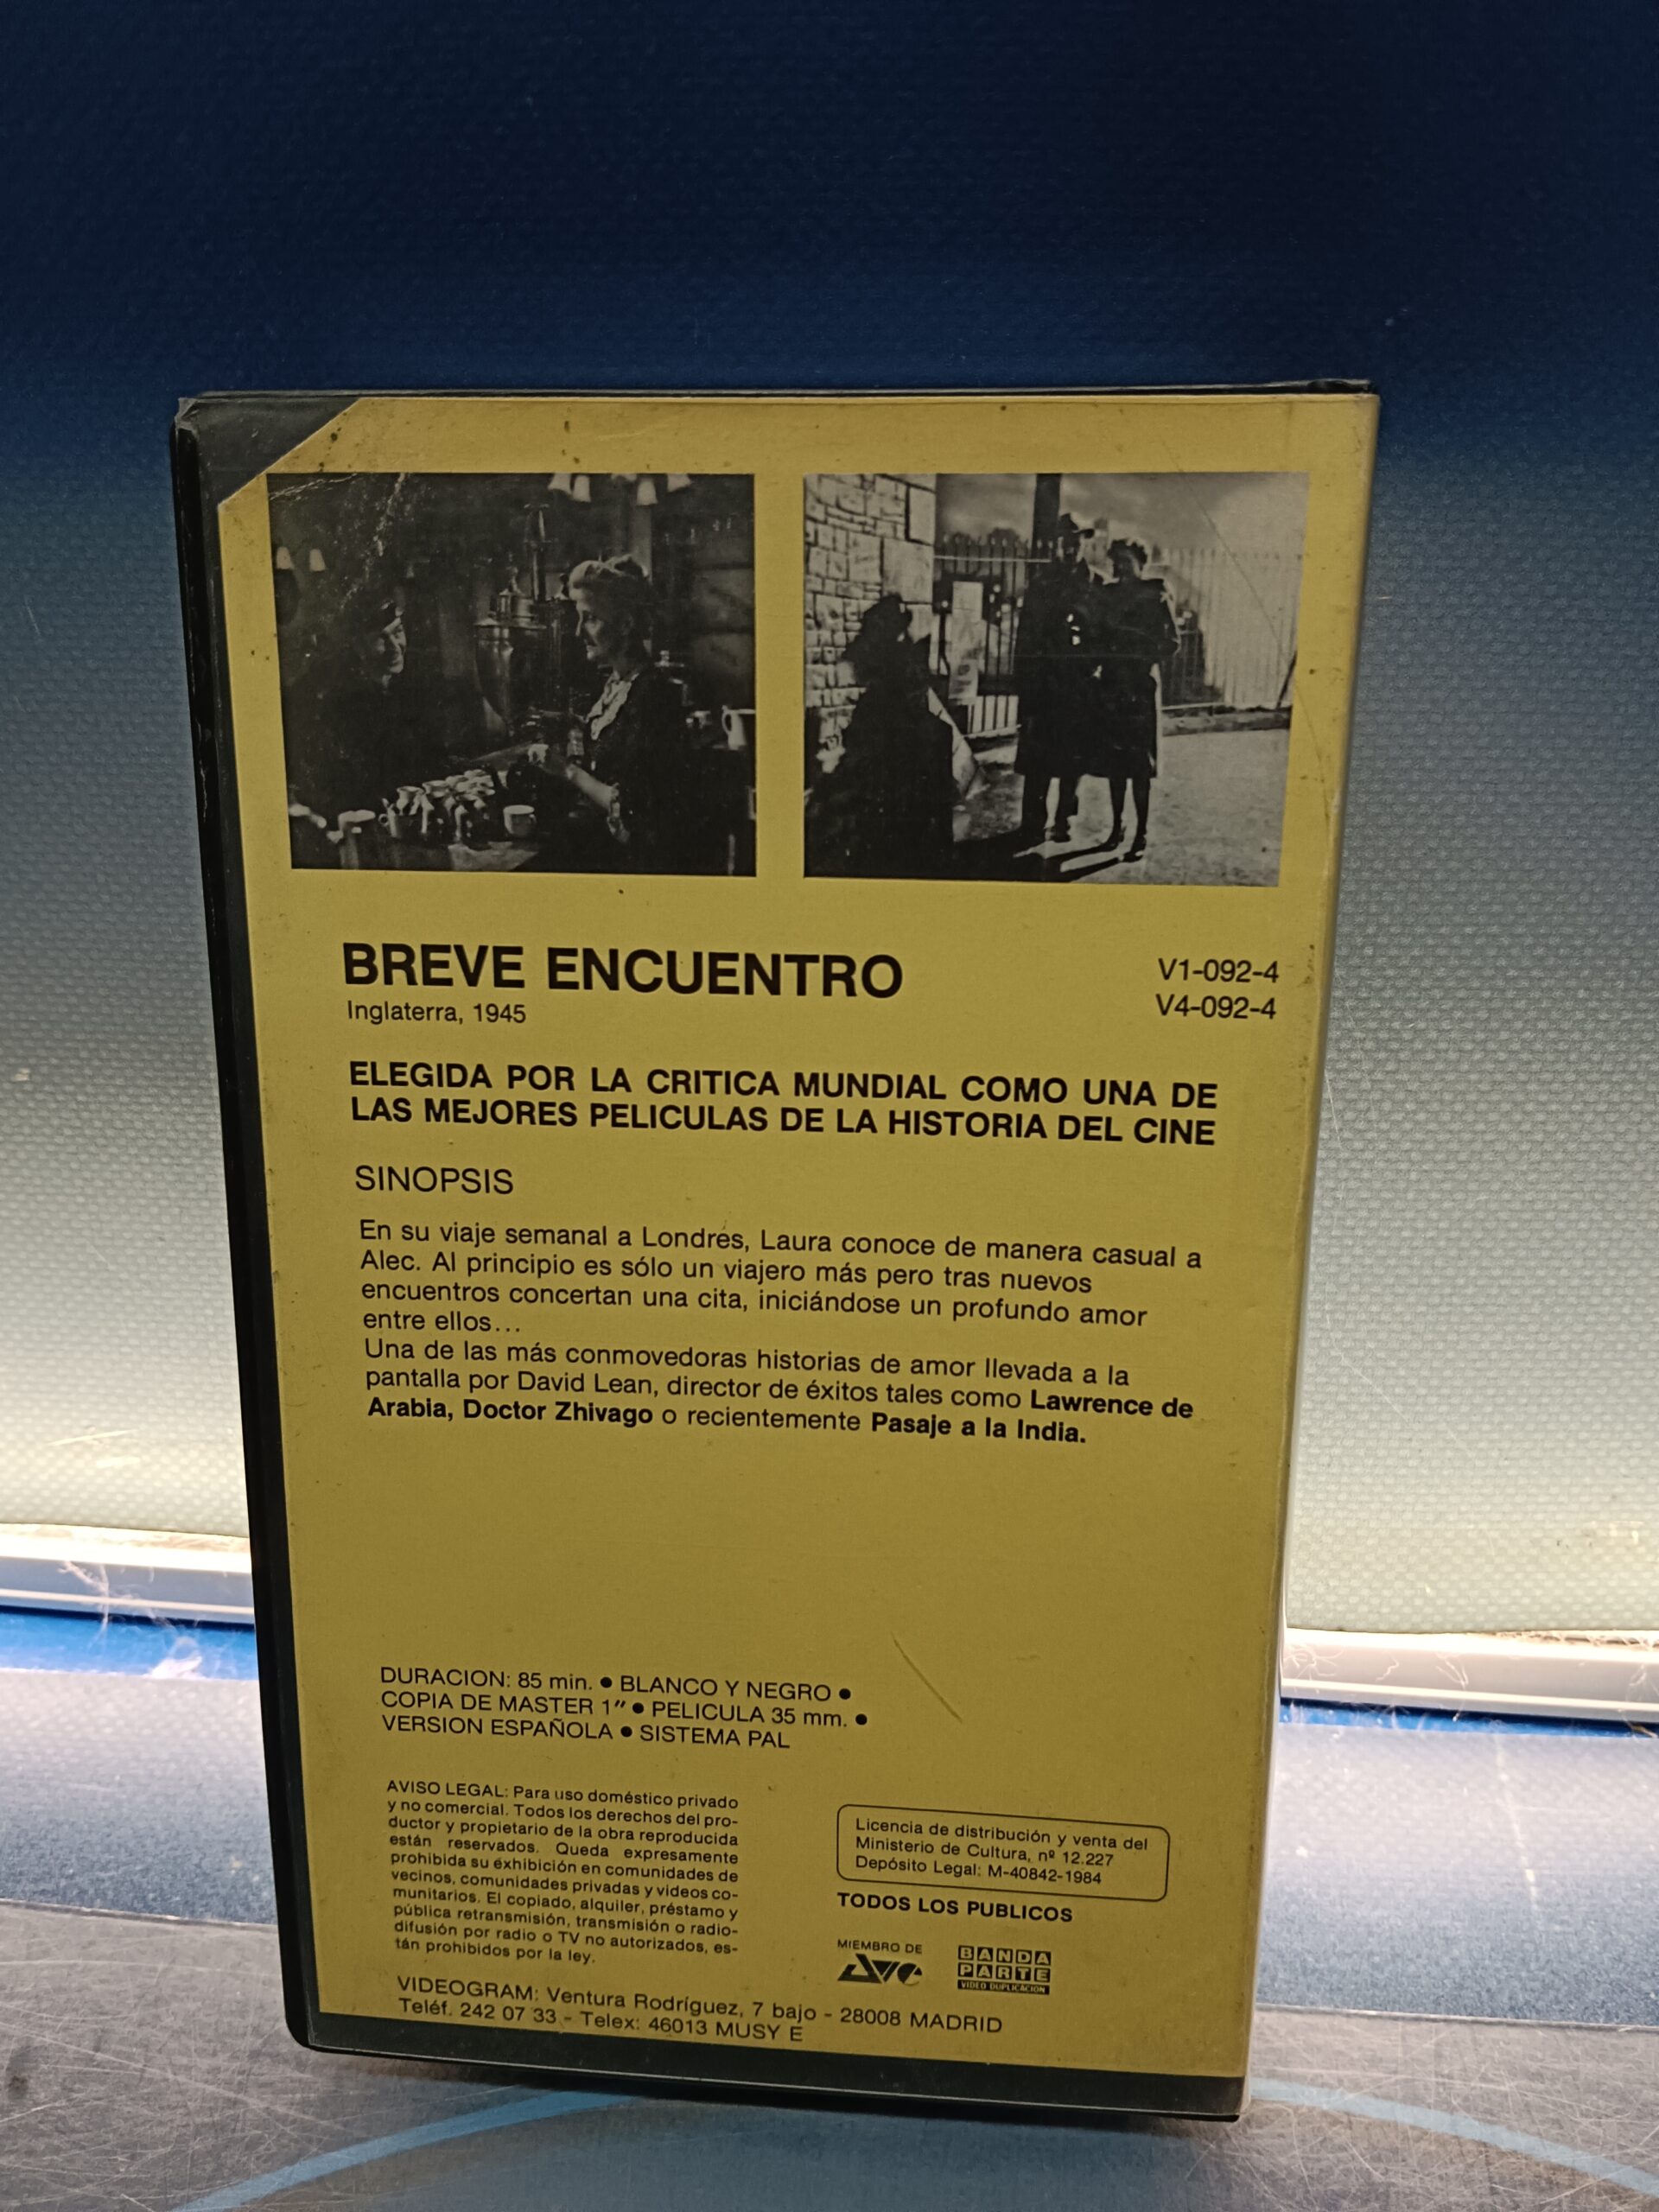 BREVE ENCUENTRO
Inglaterra, 1945
V1-092-4
V4-092-4
ELEGIDA POR LA CRITICA MUNDIAL COMO UNA DE
LAS MEJORES PELICULAS DE LA HISTORIA DEL CINE
SINOPSIS
En su viaje semanal a Londres, Laura conoce de manera casual a
Alec. Al principio es sólo un viajero más pero tras nuevos
encuentros concertan una cita, iniciándose un profundo amor
entre ellos...
Una de las más conmovedoras historias de amor llevada a la
pantalla por David Lean, director de éxitos tales como Lawrence de
Arabia, Doctor Zhivago o recientemente Pasaje a la India.
DURACION: 85 min. ● BLANCO Y NEGRO ●
COPIA DE MASTER 1" ● PELICULA 35 mm. ●
VERSION ESPAÑOLA ● SISTEMA PAL
AVISO LEGAL: Para uso doméstico privado
y no comercial. Todos los derechos del pro-
ductor y propietario de la obra reproducida
están reservados. Queda expresamente
prohibida su exhibición en comunidades de
vecinos, comunidades privadas y videos co-
munitarios. El copiado, alquiler, préstamo y
pública retransmisión, transmisión o radio-
difusión por radio o TV no autorizados, es-
tán prohibidos por la ley.
Licencia de distribución y venta del
Ministerio de Cultura, nº 12.227
Depósito Legal: M-40842-1984
TODOS LOS PUBLICOS
MIEMBRO DE
AVE
BANDA
PARTE
VIDEO DUPLICACION
VIDEOGRAM: Ventura Rodríguez, 7 bajo - 28008 MADRID
Teléf. 242 07 33 - Telex: 46013 MUSY E